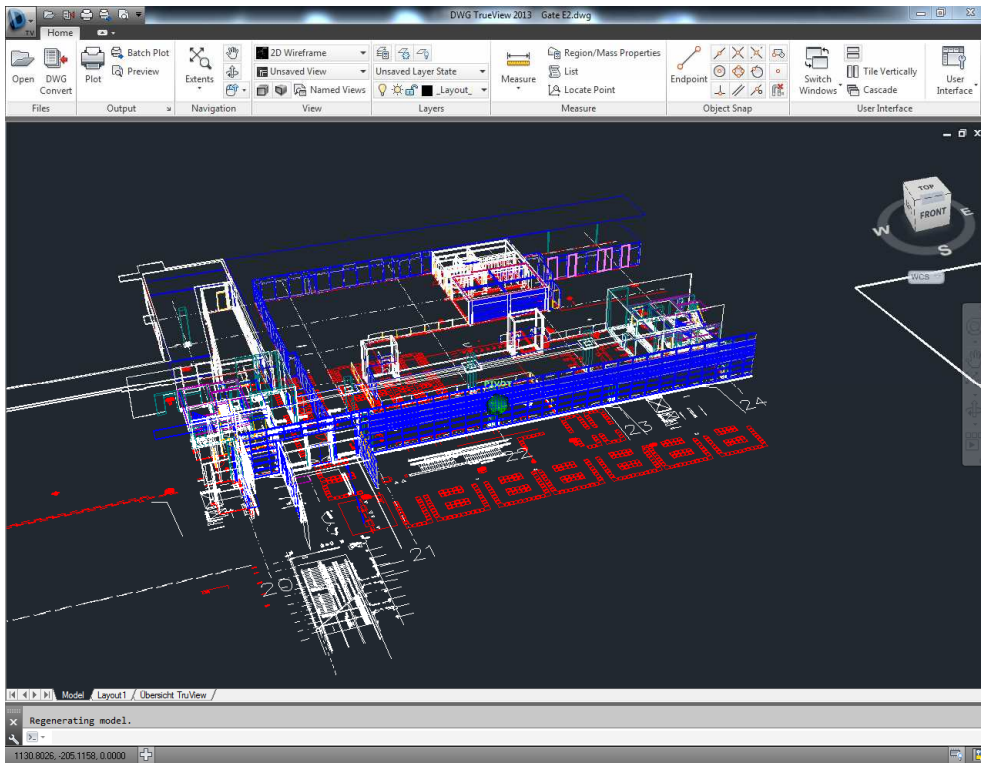 DWG TrueView 2013 Gate E2.dwg
TV
Home
Open
DWG Convert
Plot
Batch Plot
Preview
Extents
2D Wireframe
Unsaved View
Named Views
Unsaved Layer State
_Layout_
Measure
Region/Mass Properties
List
Locate Point
Endpoint
Switch Windows
Tile Vertically
Cascade
User Interface
Files
Output
Navigation
View
Layers
Measure
Object Snap
User Interface
TOP
FRONT
W
E
S
WCS
PIVOT
24
23
22
21
20
Model
Layout1
Übersicht TruView
Regenerating model.
1130.8026, -205.1158, 0.0000